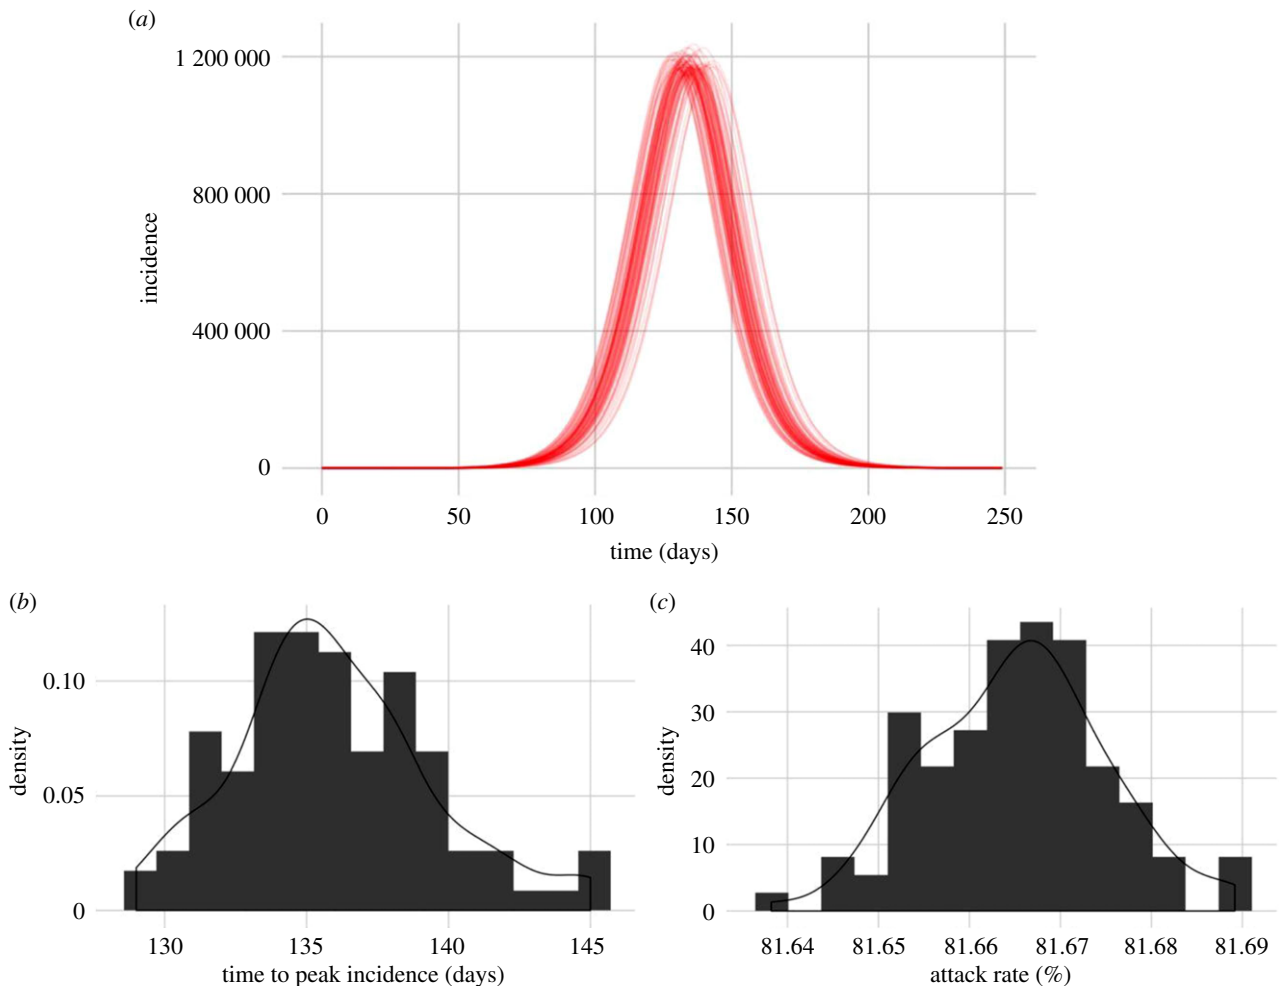 (a)
1 200 000
800 000
400 000
0
incidence
0 50 100 150 200 250
time (days)
(b)
0.10
0.05
0
density
130 135 140 145
time to peak incidence (days)
(c)
40
30
20
10
0
density
81.64 81.65 81.66 81.67 81.68 81.69
attack rate (%)